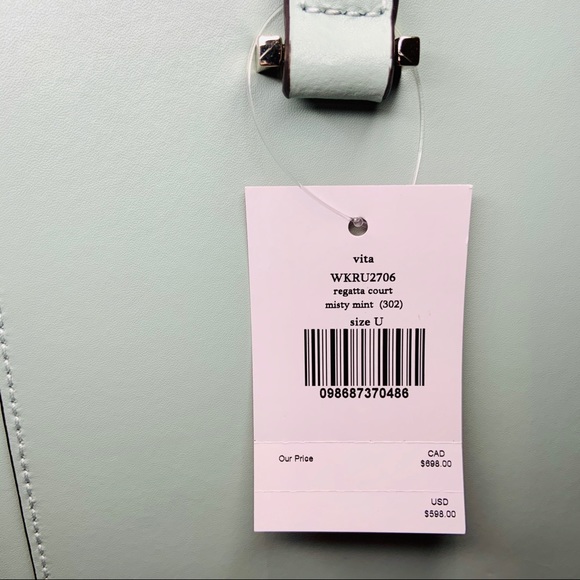 vita
WKRU2706
regatta court
misty mint (302)
size U
098687370486
Our Price
CAD
$698.00
USD
$598.00